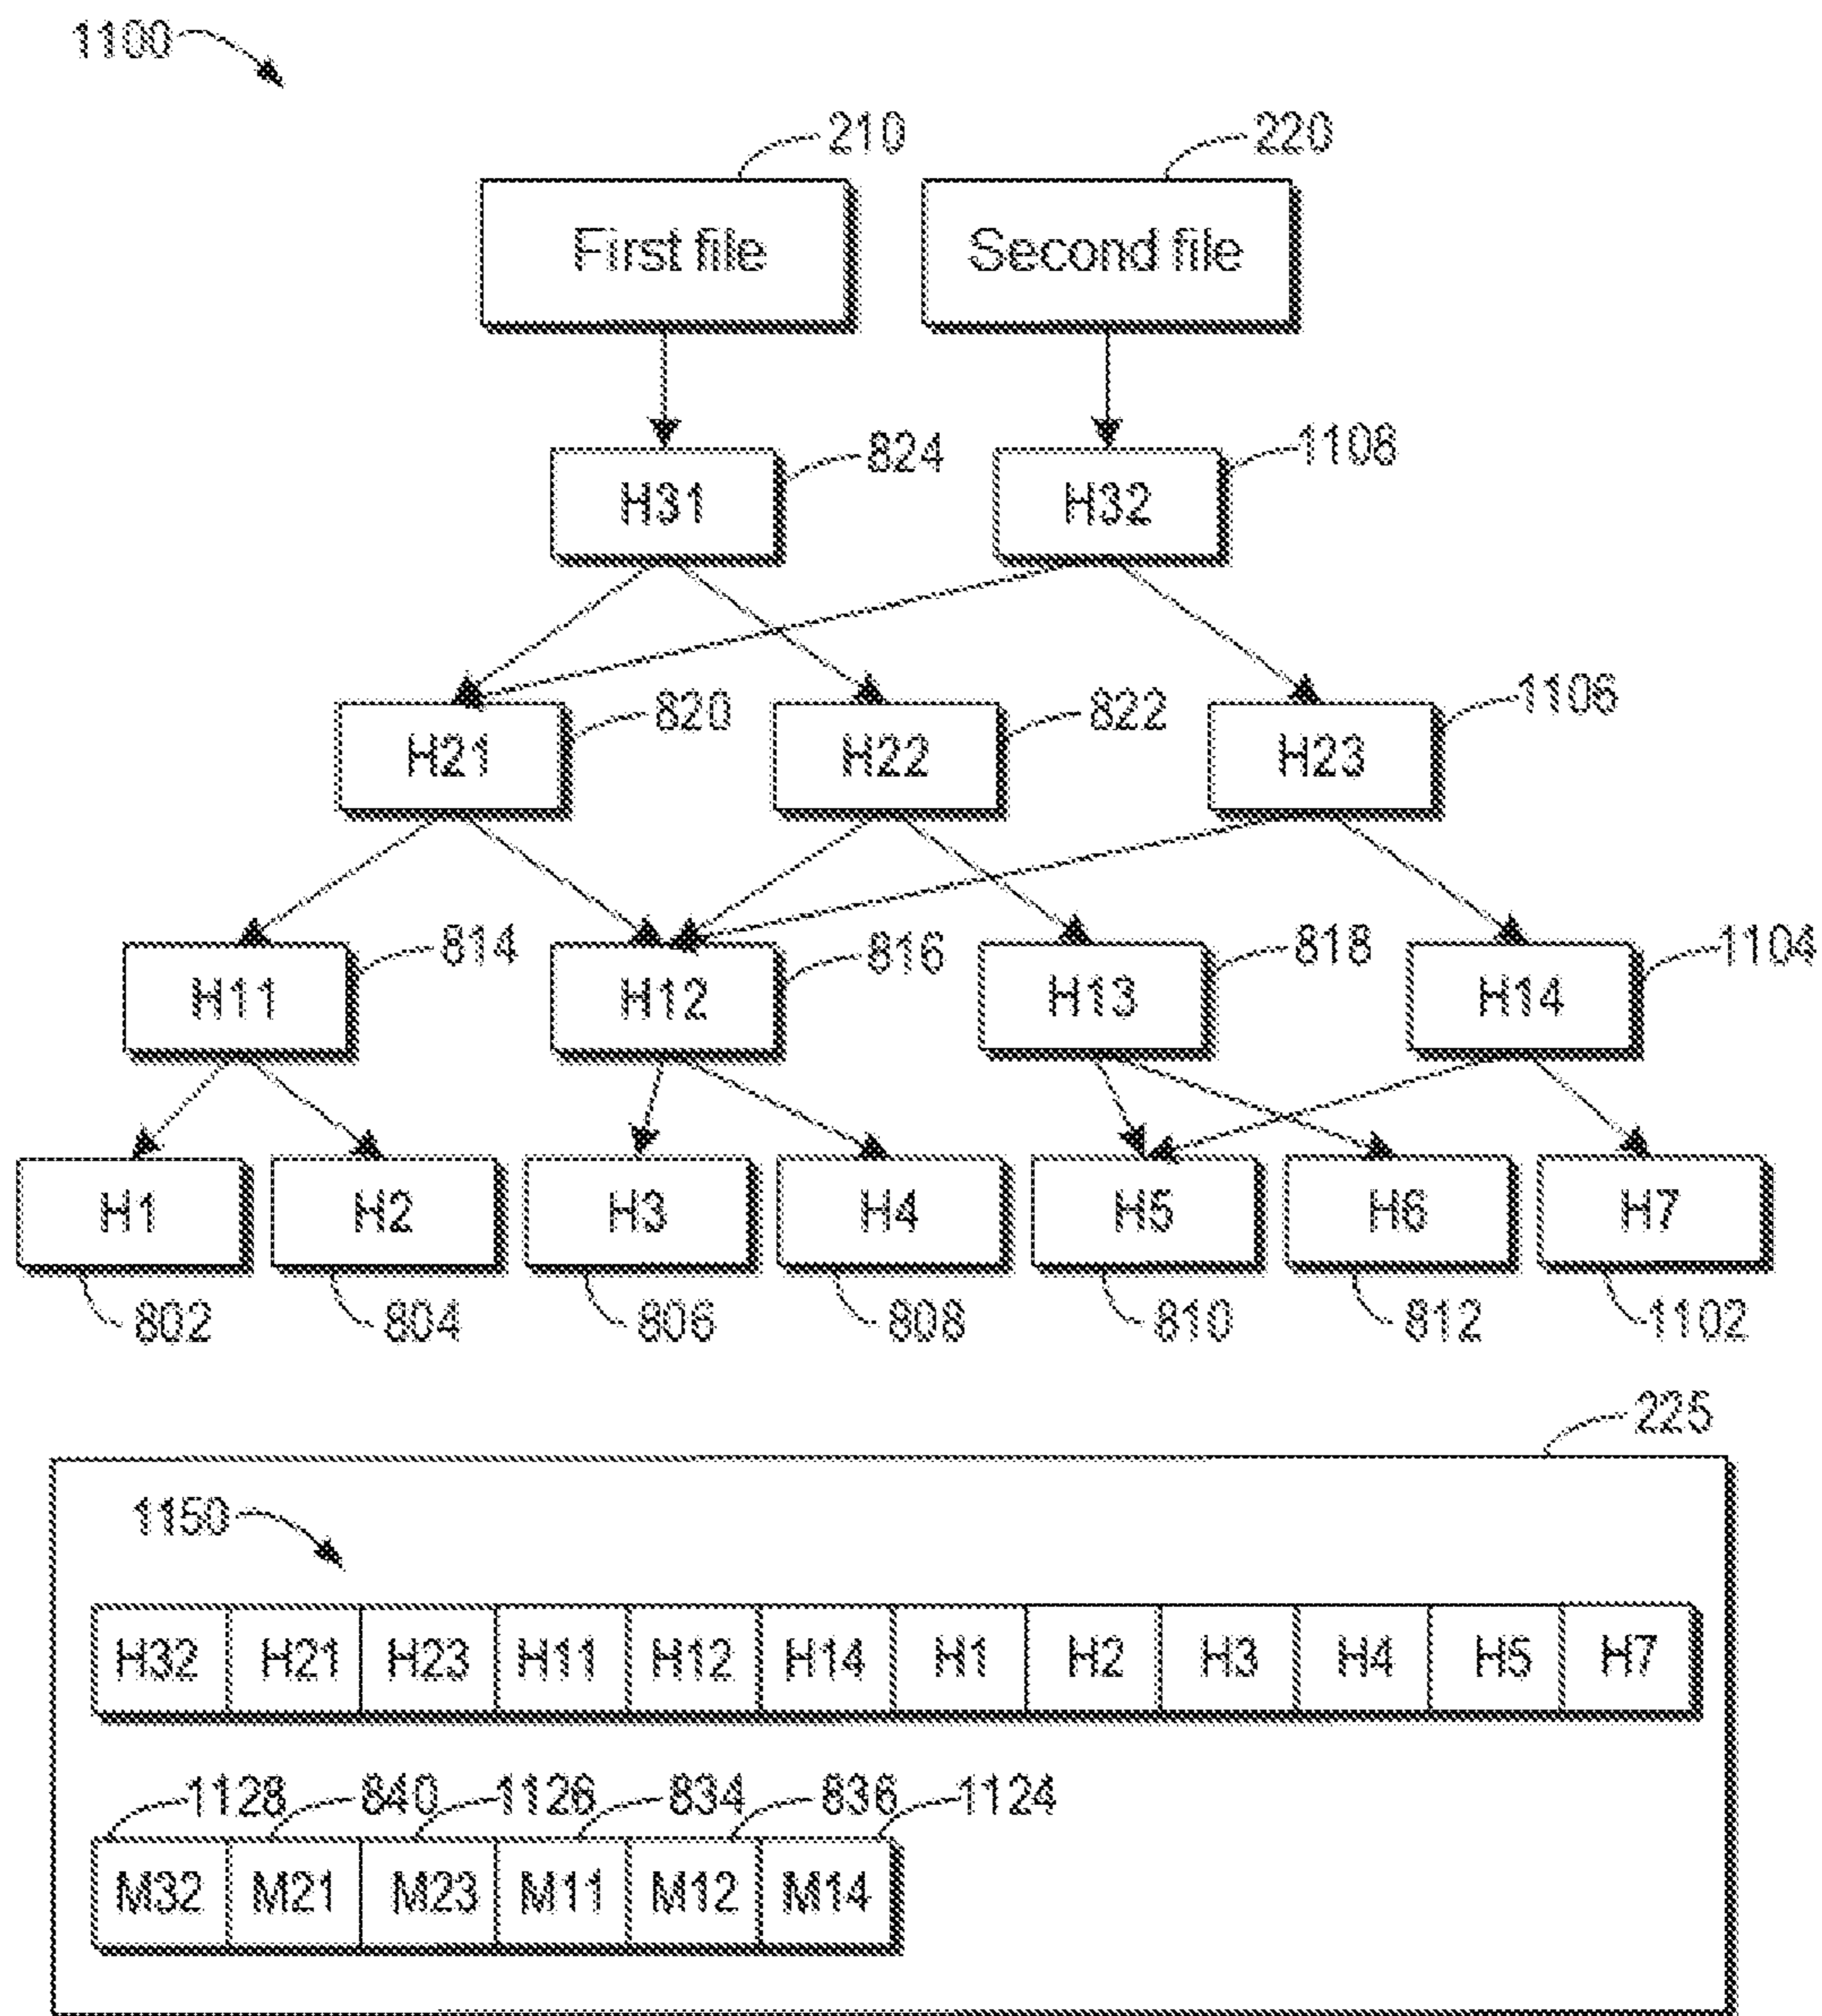 1100
210 220
First file Second file
824 1108
H31 H32
820 822 1106
H21 H22 H23
814 816 818 1104
H11 H12 H13 H14
H1 H2 H3 H4 H5 H6 H7
802 804 806 808 810 812 1102
225
1150
H32 H21 H23 H11 H12 H14 H1 H2 H3 H4 H5 H7
1128 840 1126 834 836 1124
M32 M21 M23 M11 M12 M14